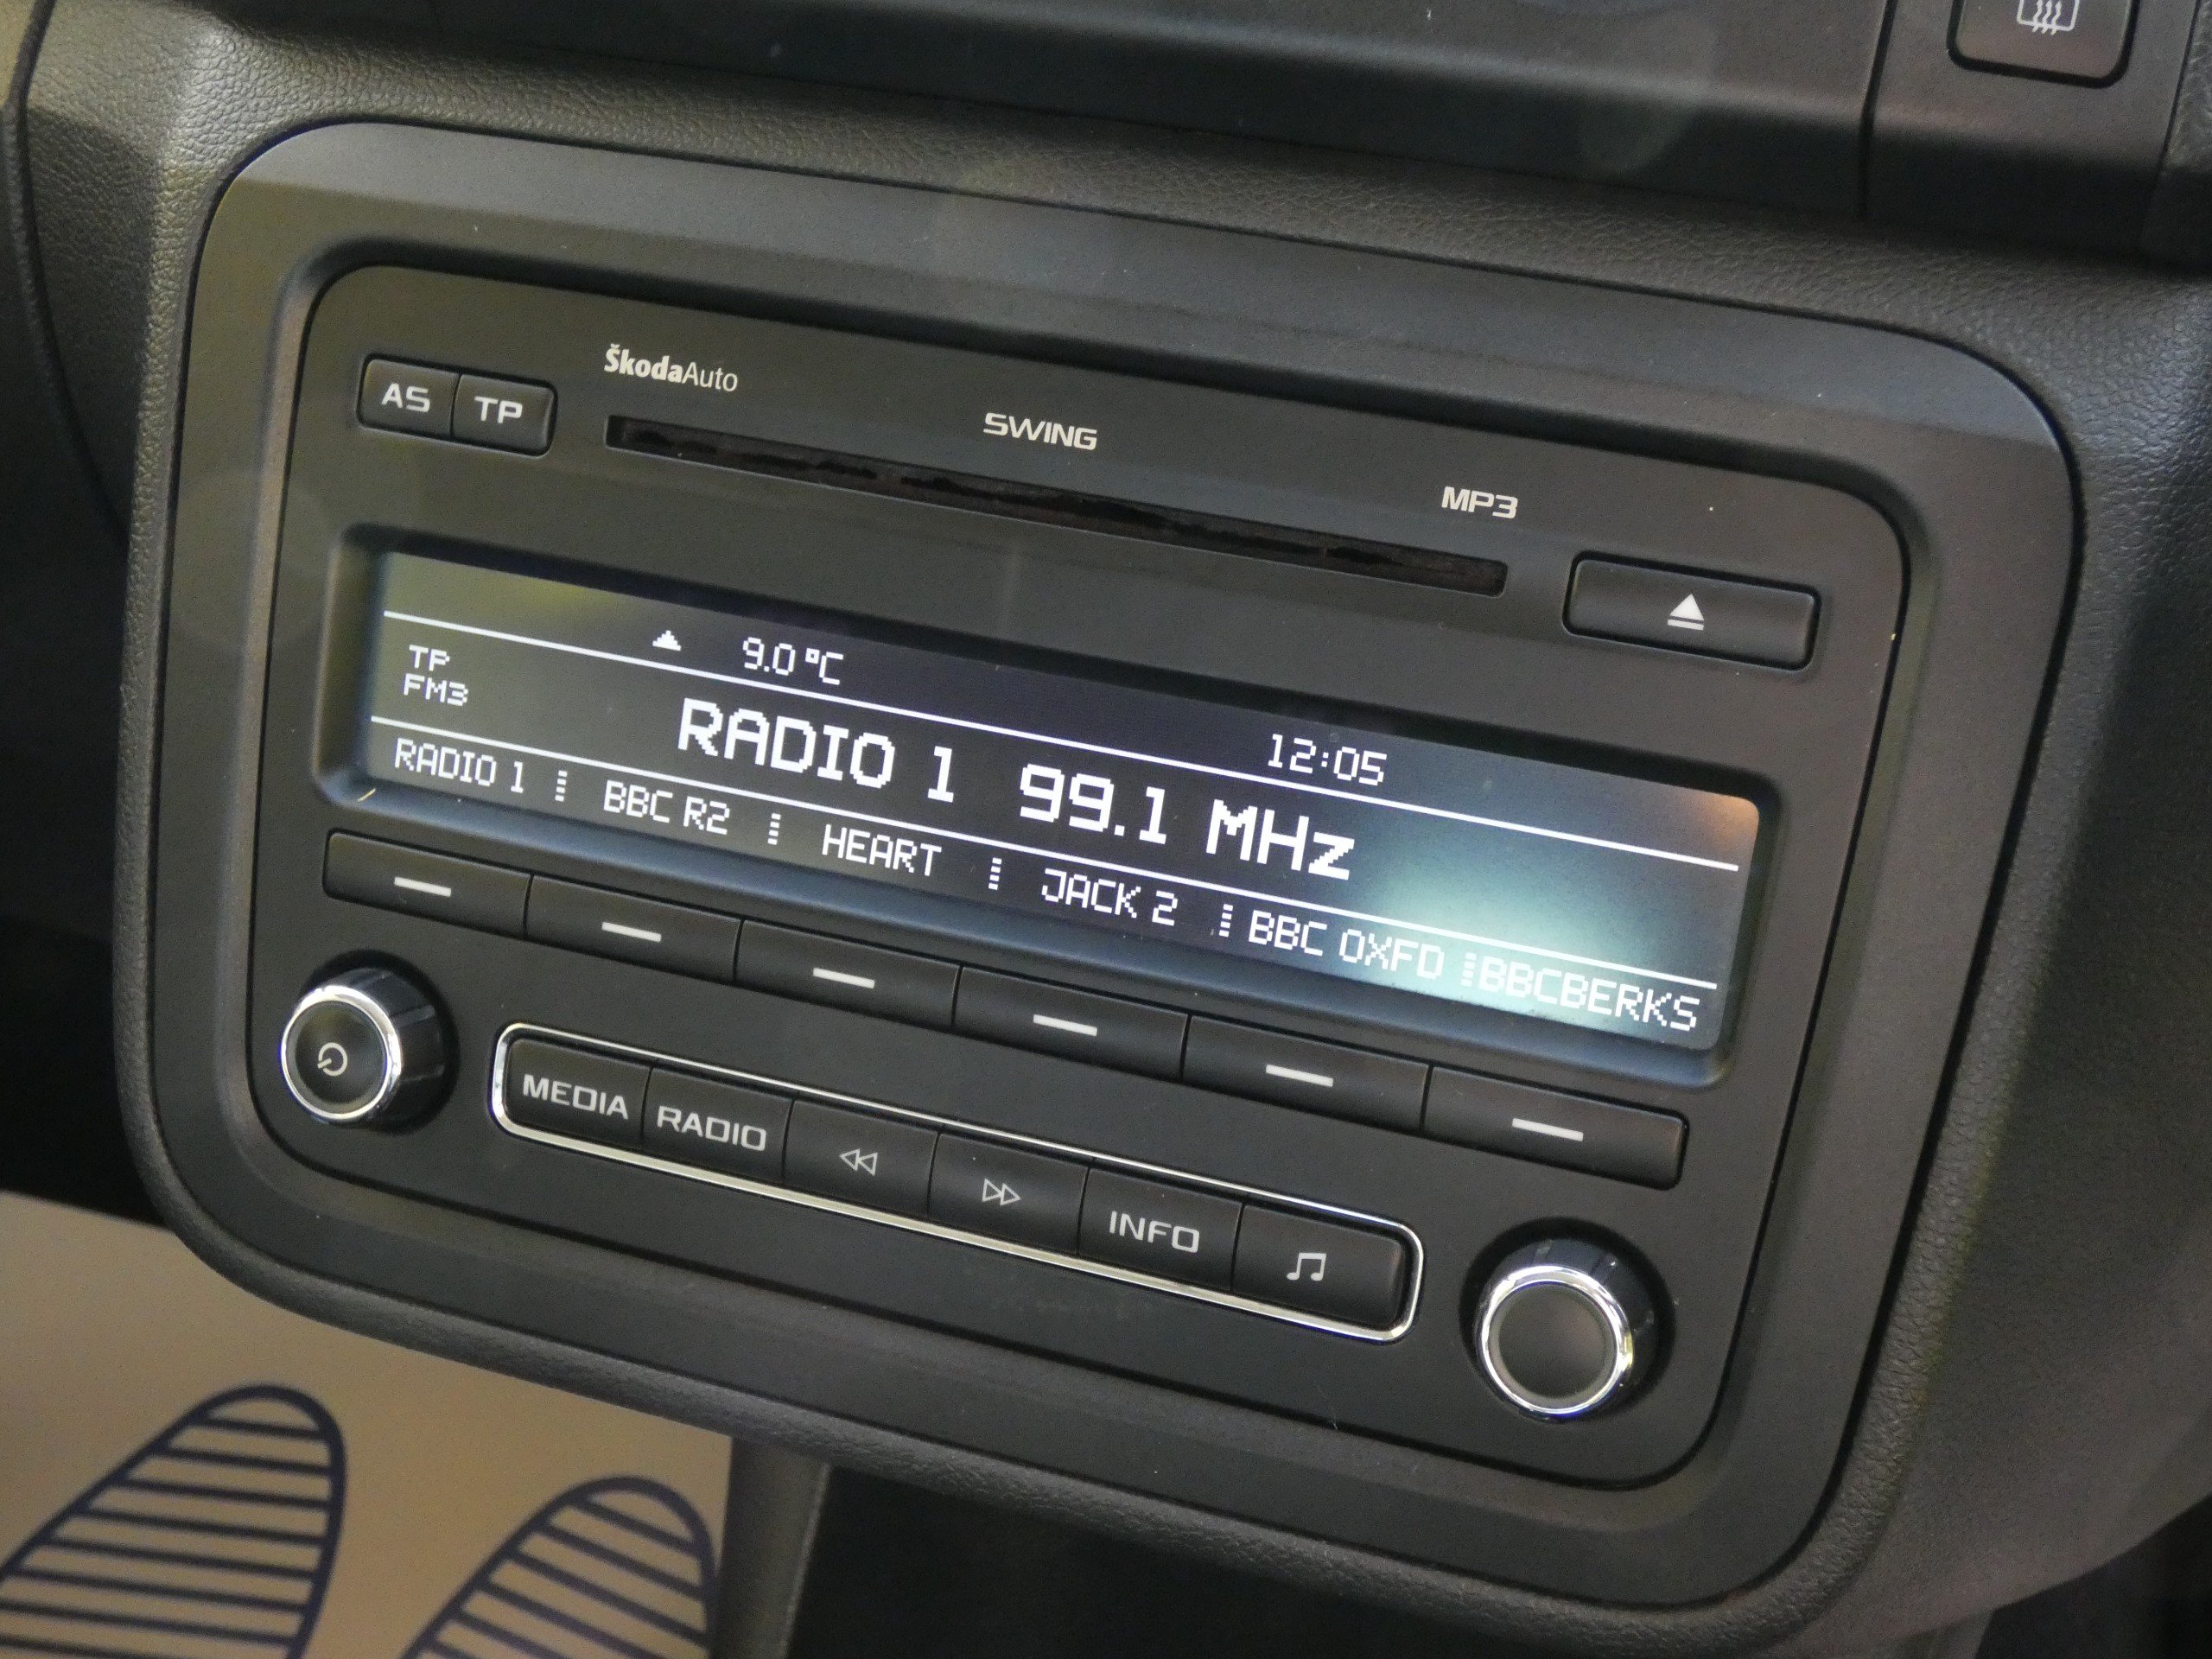 ŠkodaAuto
AS TP
SWING
MP3
9.0 °C
12:05
TP
FM3
RADIO 1 99.1 MHz
RADIO 1 BBC R2 HEART JACK 2 BBC OXFD BBCBERKS
MEDIA RADIO INFO